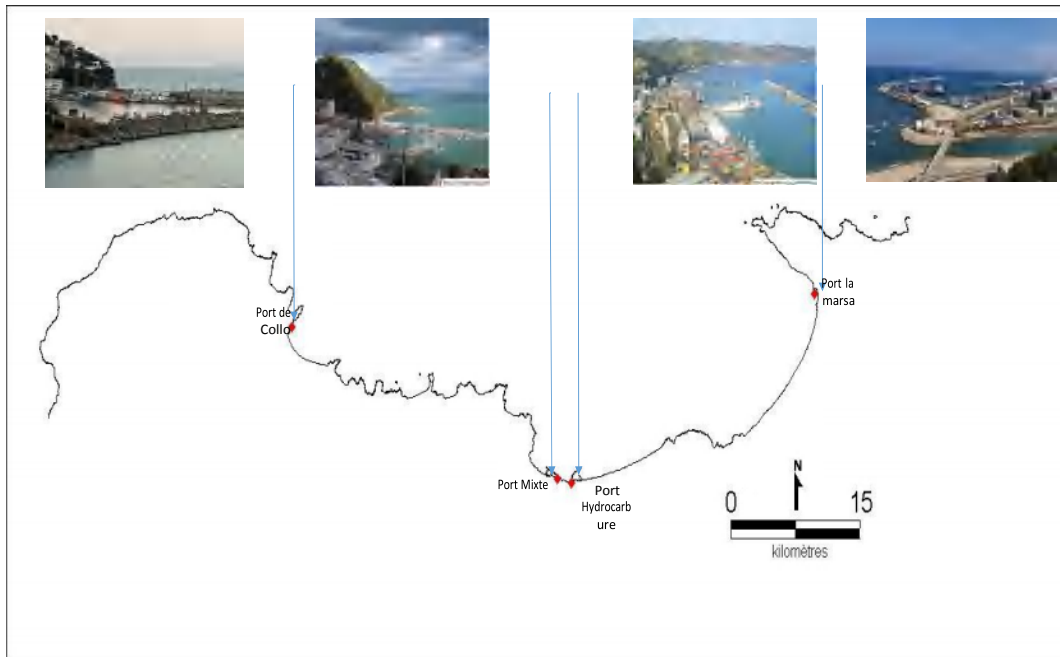 Port de
Collo
Port la
marsa
Port Mixte
Port
Hydrocarb
ure
N
0 15
kilomètres